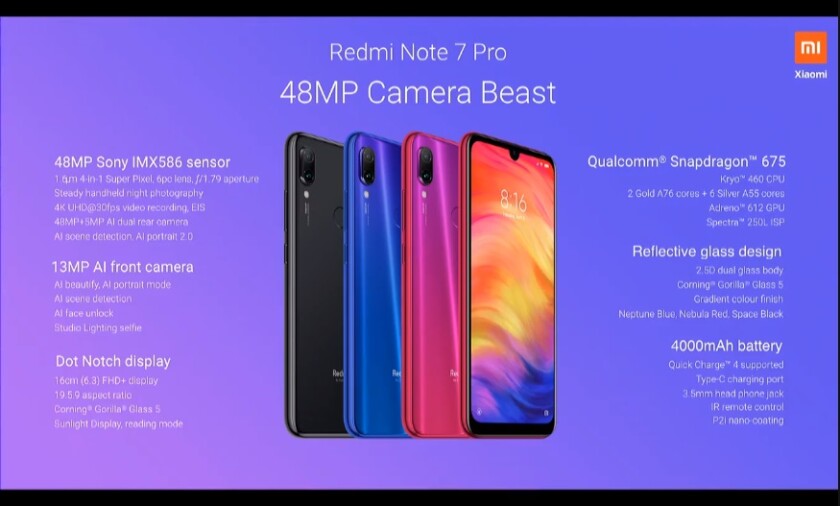 Redmi Note 7 Pro
48MP Camera Beast
mi
Xiaomi
48MP Sony IMX586 sensor
1.6μm 4-in-1 Super Pixel, 6pc lens, ƒ/1.79 aperture
Steady handheld night photography
4K UHD@30fps video recording, EIS
48MP+5MP AI dual rear camera
AI scene detection, AI portrait 2.0
13MP AI front camera
AI beautify, AI portrait mode
AI scene detection
AI face unlock
Studio Lighting selfie
Dot Notch display
16cm (6.3) FHD+ display
19.5:9 aspect ratio
Corning® Gorilla® Glass 5
Sunlight Display, reading mode
8:16
Redm
Redm
Redm
Qualcomm® Snapdragon™ 675
Kryo™ 460 CPU
2 Gold A76 cores + 6 Silver A55 cores
Adreno™ 612 GPU
Spectra™ 250L ISP
Reflective glass design
2.5D dual glass body
Corning® Gorilla® Glass 5
Gradient colour finish
Neptune Blue, Nebula Red, Space Black
4000mAh battery
Quick Charge™ 4 supported
Type-C charging port
3.5mm head phone jack
IR remote control
P2i nano-coating